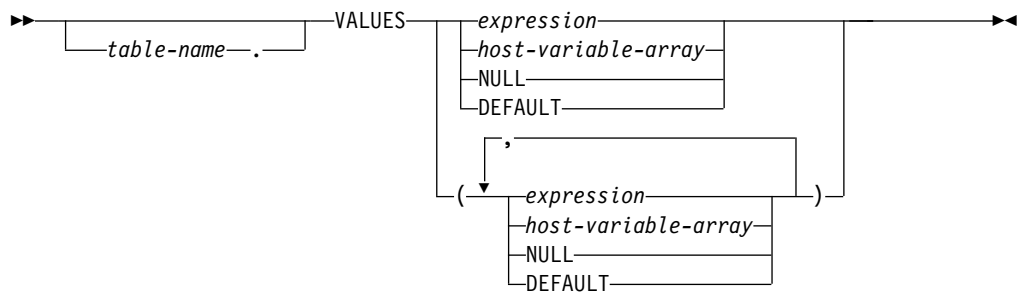 VALUES expression
table-name . host-variable-array
NULL
DEFAULT
,
( expression )
host-variable-array
NULL
DEFAULT